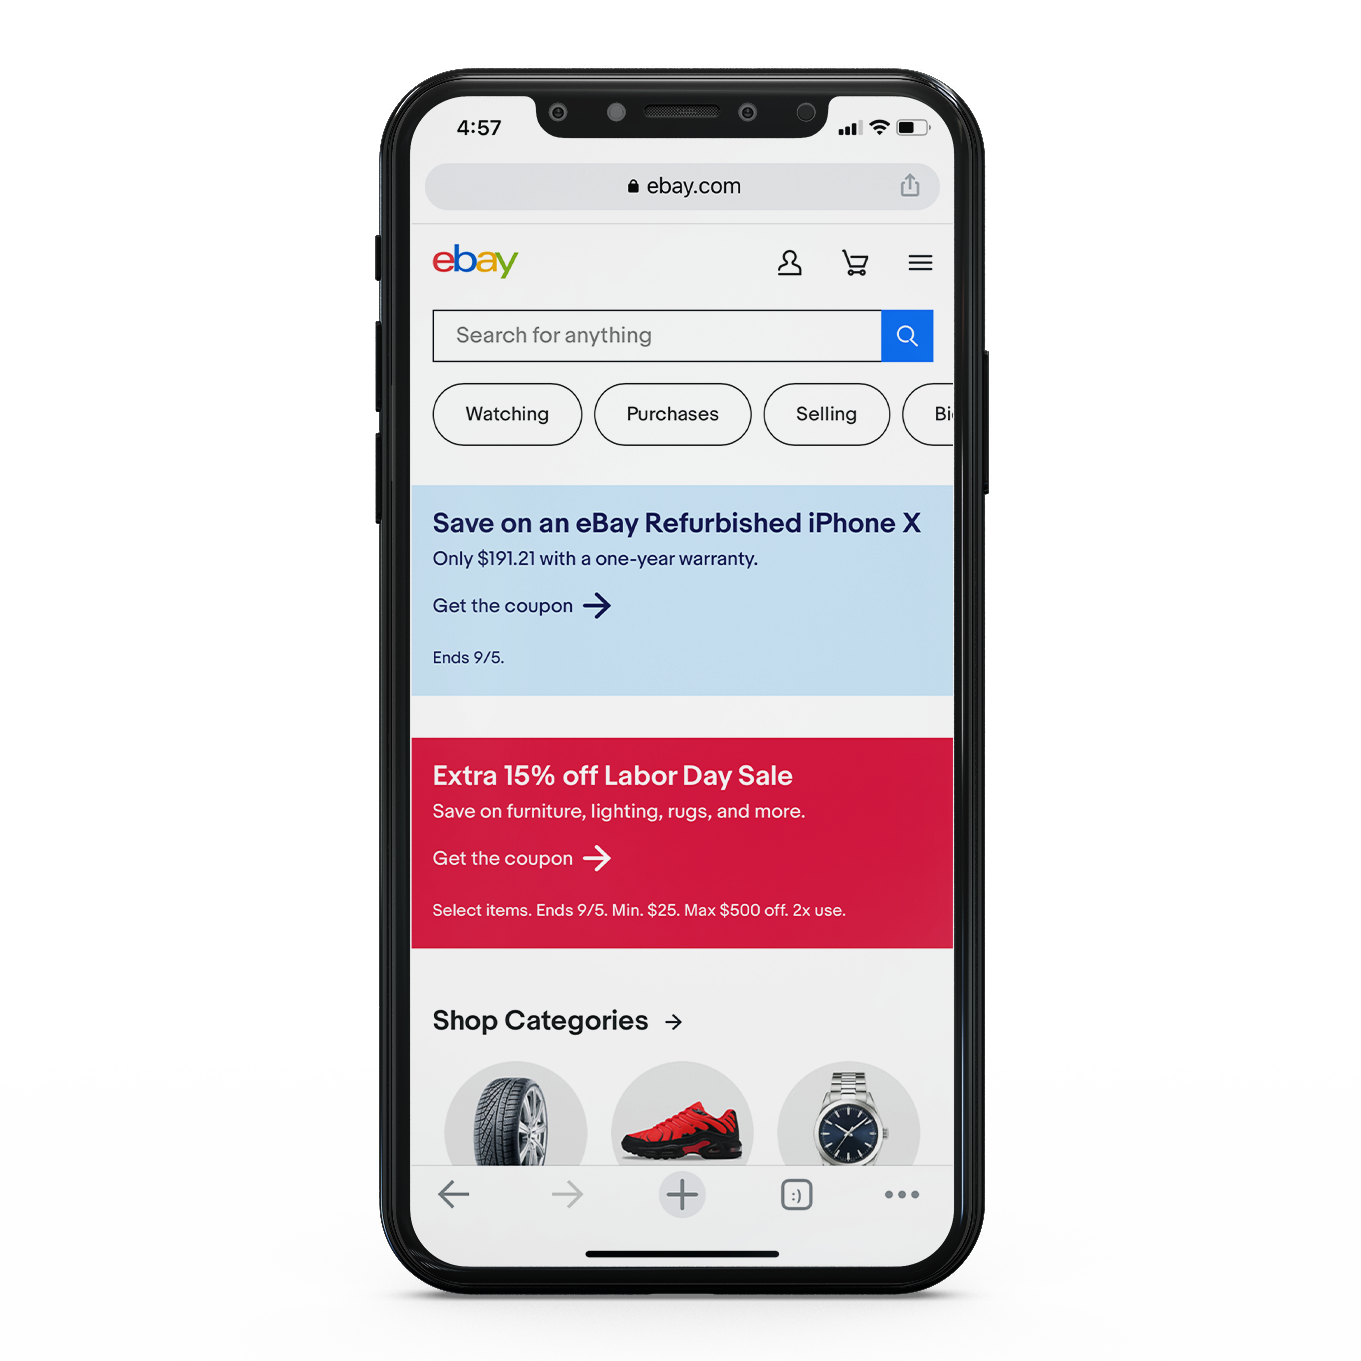 4:57
ebay.com
ebay
Search for anything
Watching
Purchases
Selling
Bi
Save on an eBay Refurbished iPhone X
Only $191.21 with a one-year warranty.
Get the coupon
Ends 9/5.
Extra 15% off Labor Day Sale
Save on furniture, lighting, rugs, and more.
Get the coupon
Select items. Ends 9/5. Min. $25. Max $500 off. 2x use.
Shop Categories
:)